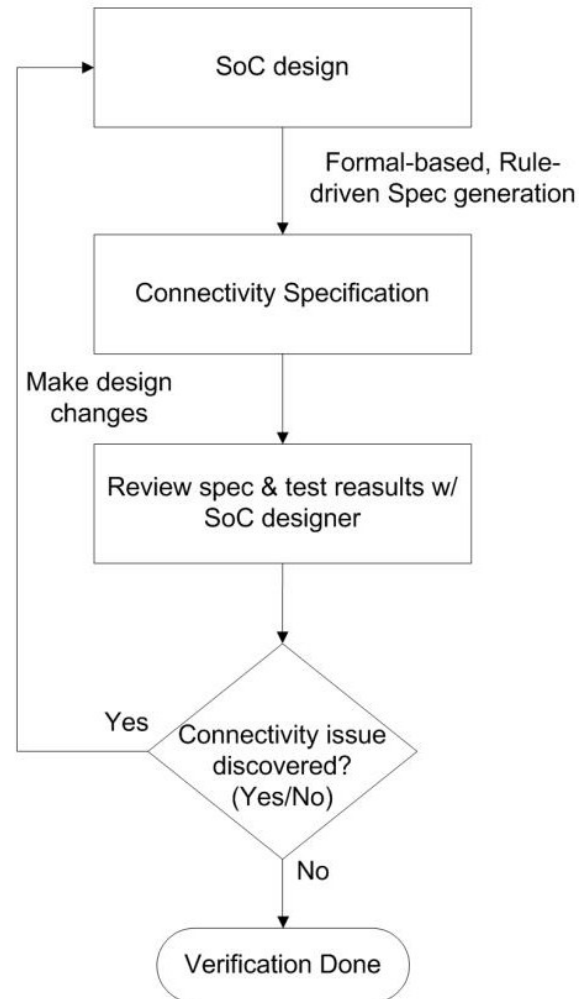 SoC design
Formal-based, Rule-
driven Spec generation
Connectivity Specification
Make design
changes
Review spec & test reasults w/
SoC designer
Yes
Connectivity issue
discovered?
(Yes/No)
No
Verification Done